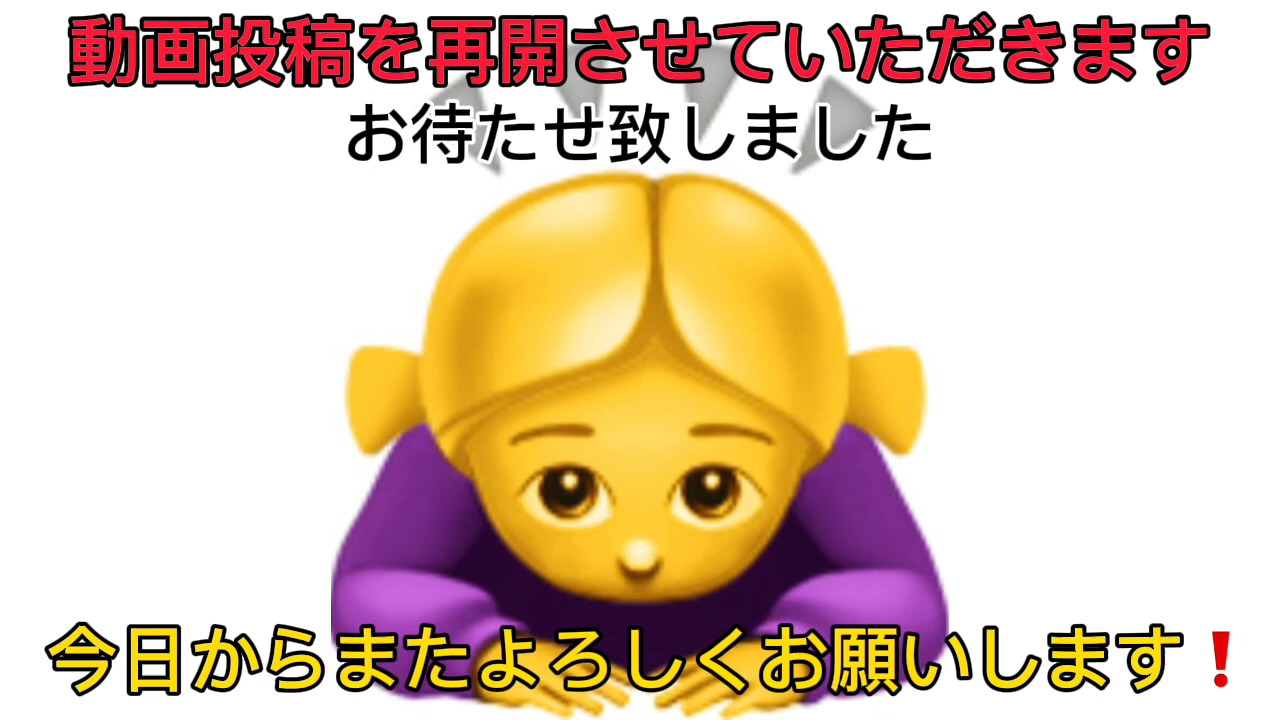 動画投稿を再開させていただきます
お待たせ致しました
今日からまたよろしくお願いします❗